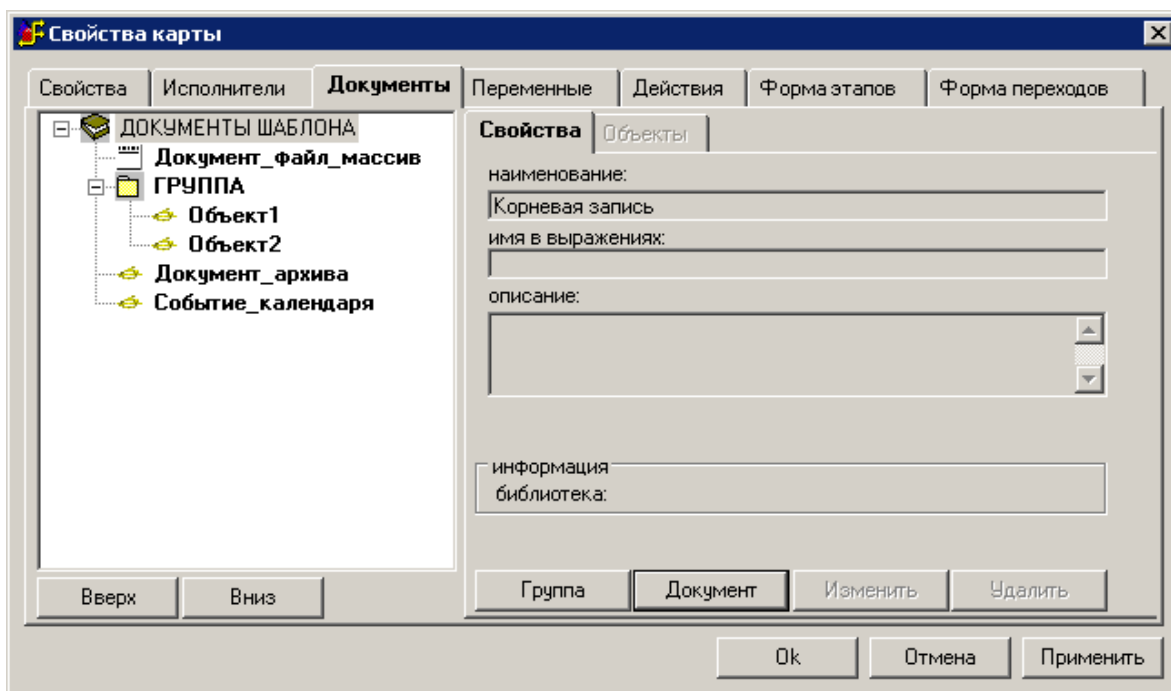 Свойства карты
Свойства Исполнители Документы Переменные Действия Форма этапов Форма переходов
ДОКУМЕНТЫ ШАБЛОНА
Документ_файл_массив
ГРУППА
Объект1
Объект2
Документ_архива
Событие_календаря
Вверх Вниз
Свойства Объекты
наименование:
Корневая запись
имя в выражениях:
описание:
информация
библиотека:
Группа Документ Изменить Удалить
Ok Отмена Применить